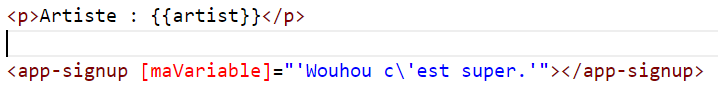 <p>Artiste : {{artist}}</p>
<app-signup [maVariable]="'Wouhou c\'est super.'"></app-signup>